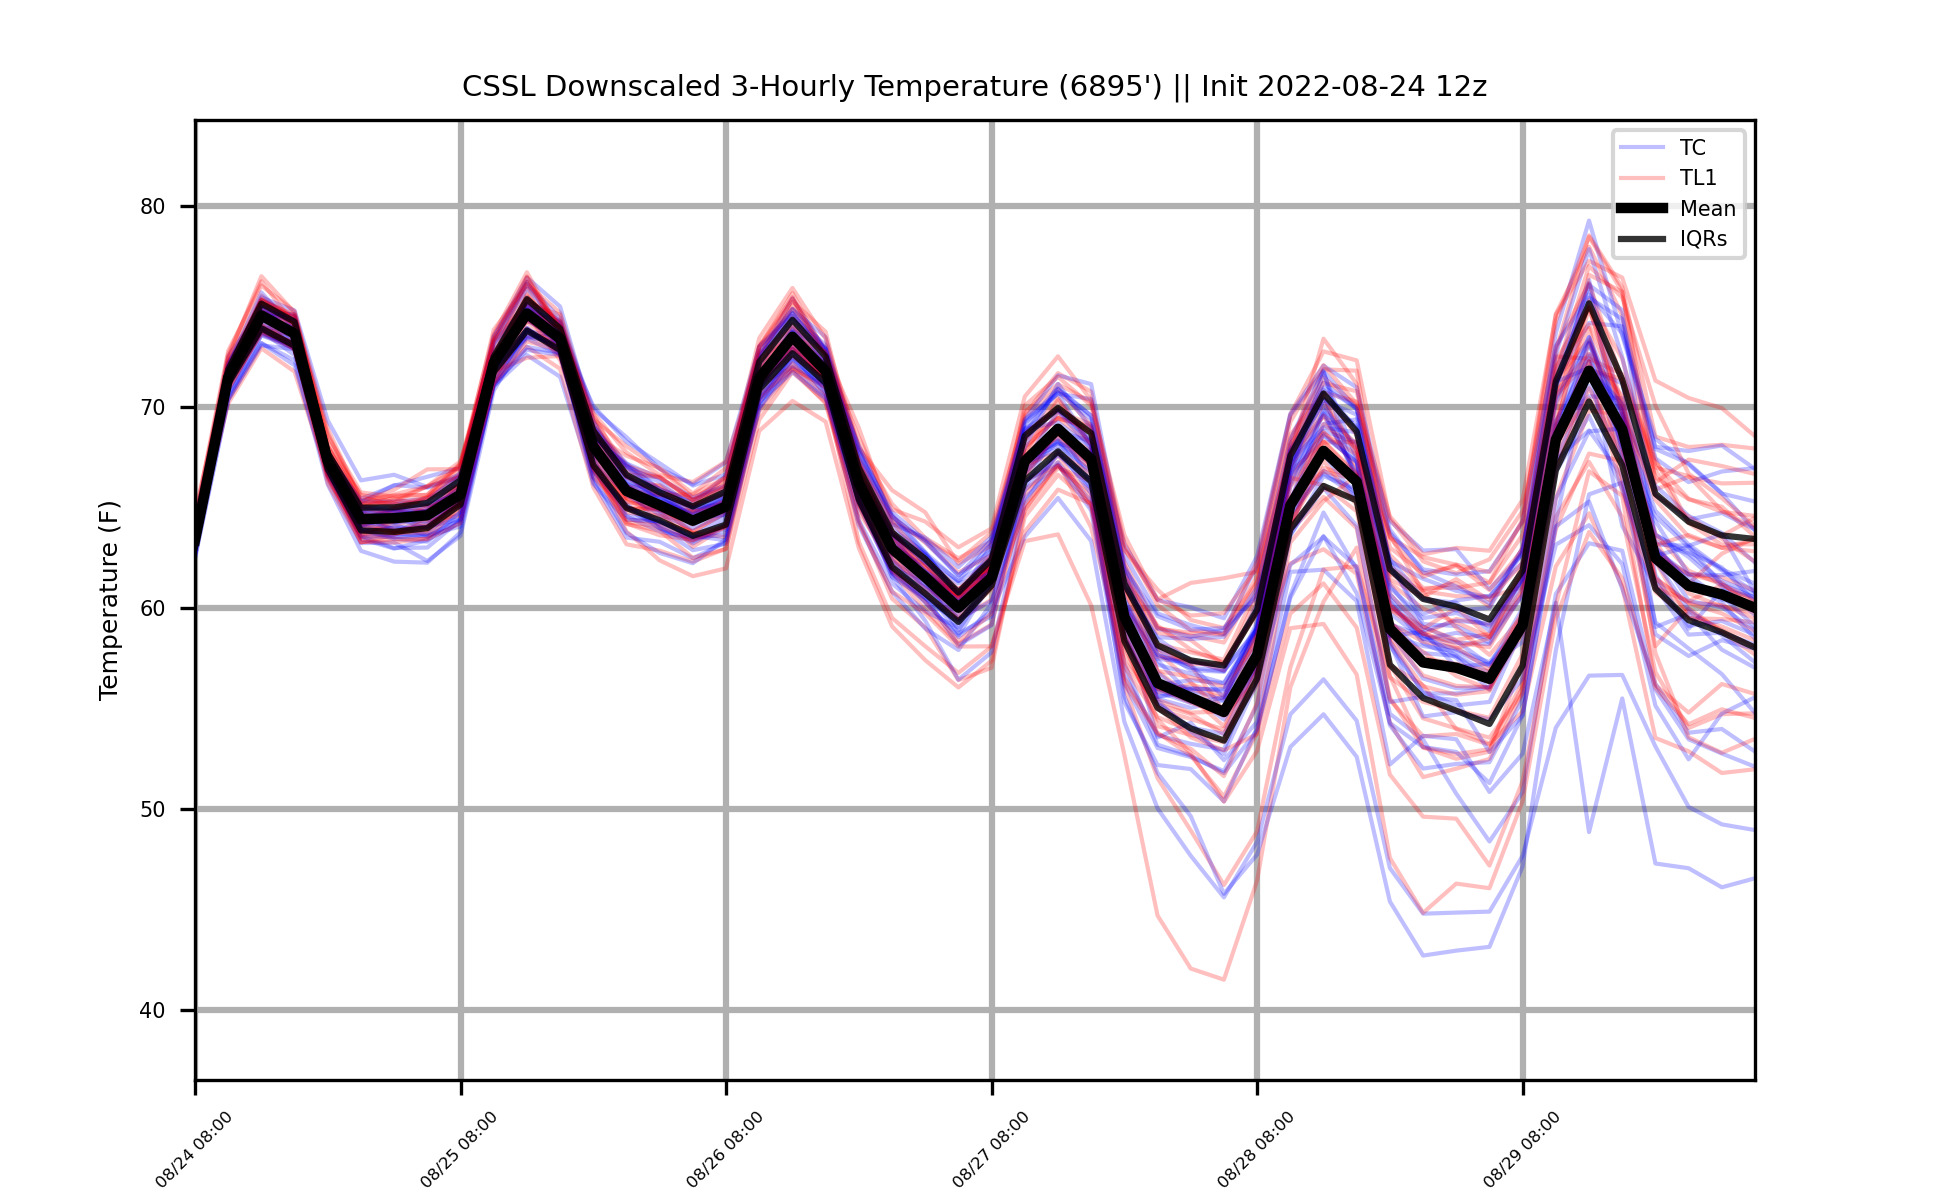 CSSL Downscaled 3-Hourly Temperature (6895') || Init 2022-08-24 12z
TC
TL1
Mean
IQRs
Temperature (F)
80
70
60
50
40
08/24 08:00
08/25 08:00
08/26 08:00
08/27 08:00
08/28 08:00
08/29 08:00